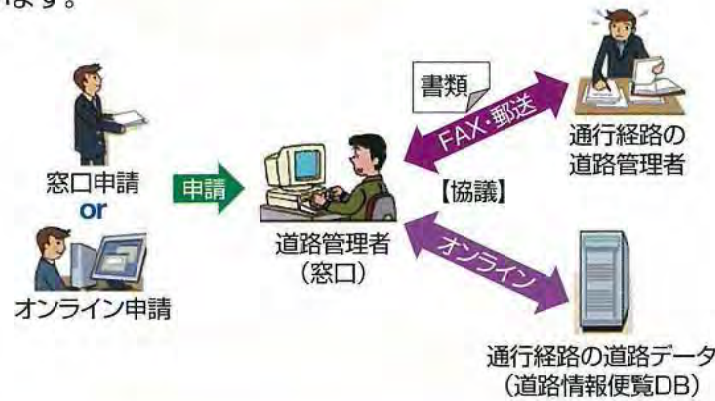 ます。
窓口申請
or
オンライン申請
申請
道路管理者
（窓口）
書類
FAX・郵送
【協議】
オンライン
通行経路の
道路管理者
通行経路の道路データ
（道路情報便覧DB）